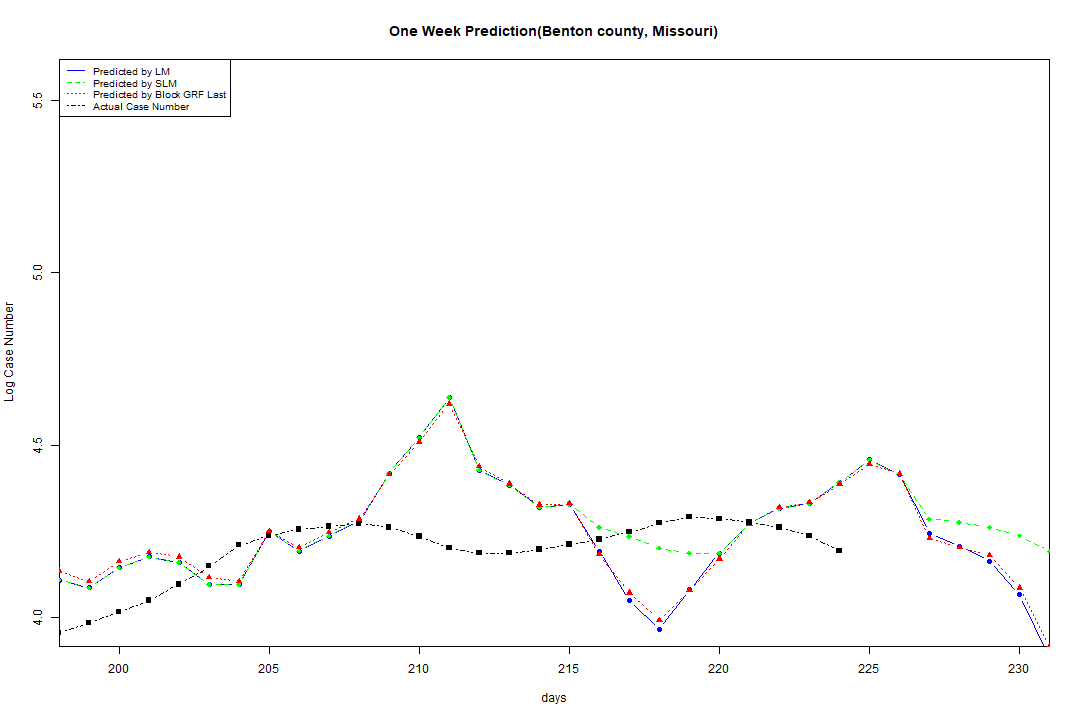 One Week Prediction(Benton county, Missouri)
Predicted by LM
Predicted by SLM
Predicted by Block GRF Last
Actual Case Number
5.5
5.0
4.5
4.0
Log Case Number
200 205 210 215 220 225 230
days